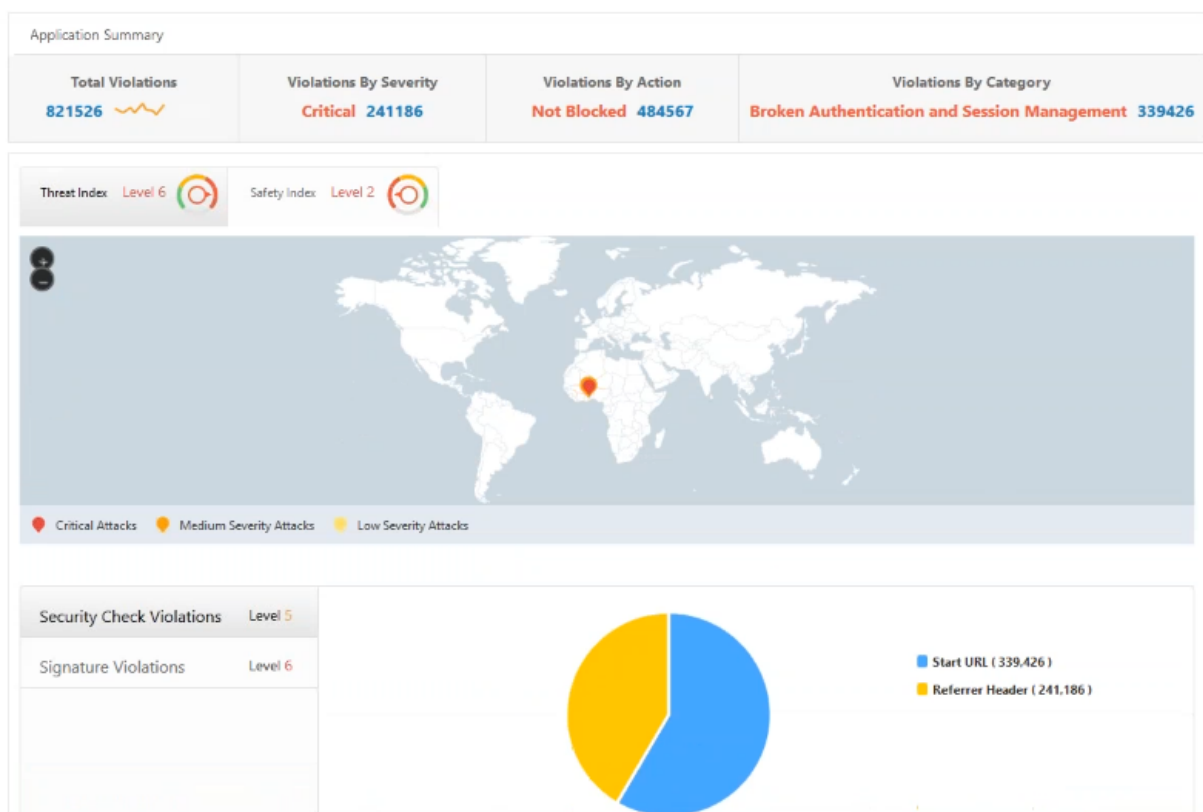 Application Summary
Total Violations
821526
Violations By Severity
Critical 241186
Violations By Action
Not Blocked 484567
Violations By Category
Broken Authentication and Session Management 339426
Threat Index Level 6
Safety Index Level 2
+
−
Critical Attacks
Medium Severity Attacks
Low Severity Attacks
Security Check Violations Level 5
Signature Violations Level 6
Start URL ( 339,426 )
Referrer Header ( 241,186 )